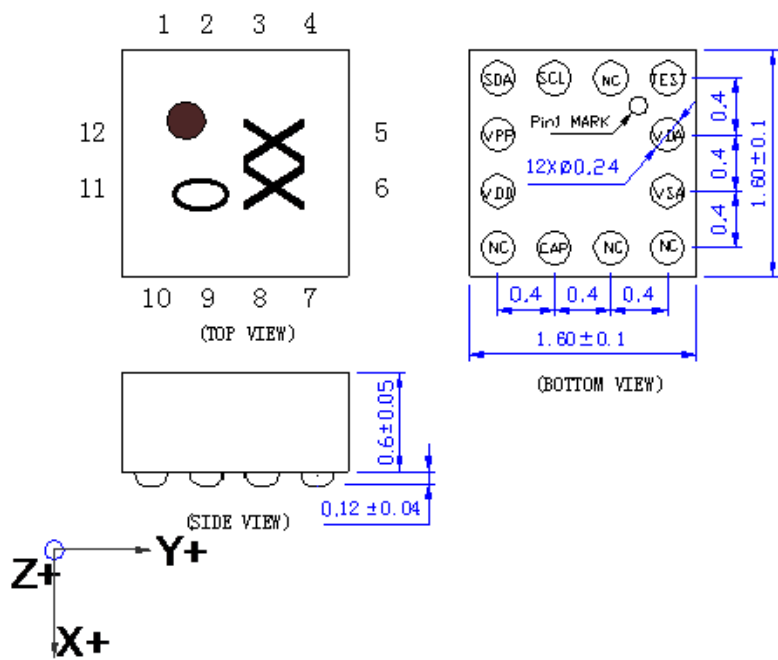 1 2 3 4
12 5
11 6
XX
10 9 8 7
(TOP VIEW)
SDA SCL NC TEST
Pin1 MARK
VPP VDA
12XØ0.24
VDD VSA
NC CAP NC NC
0.4
0.4
0.4
1.60±0.1
0.4 0.4 0.4
1.60±0.1
(BOTTOM VIEW)
0.6±0.05
0.12±0.04
(SIDE VIEW)
Y+
Z+
X+